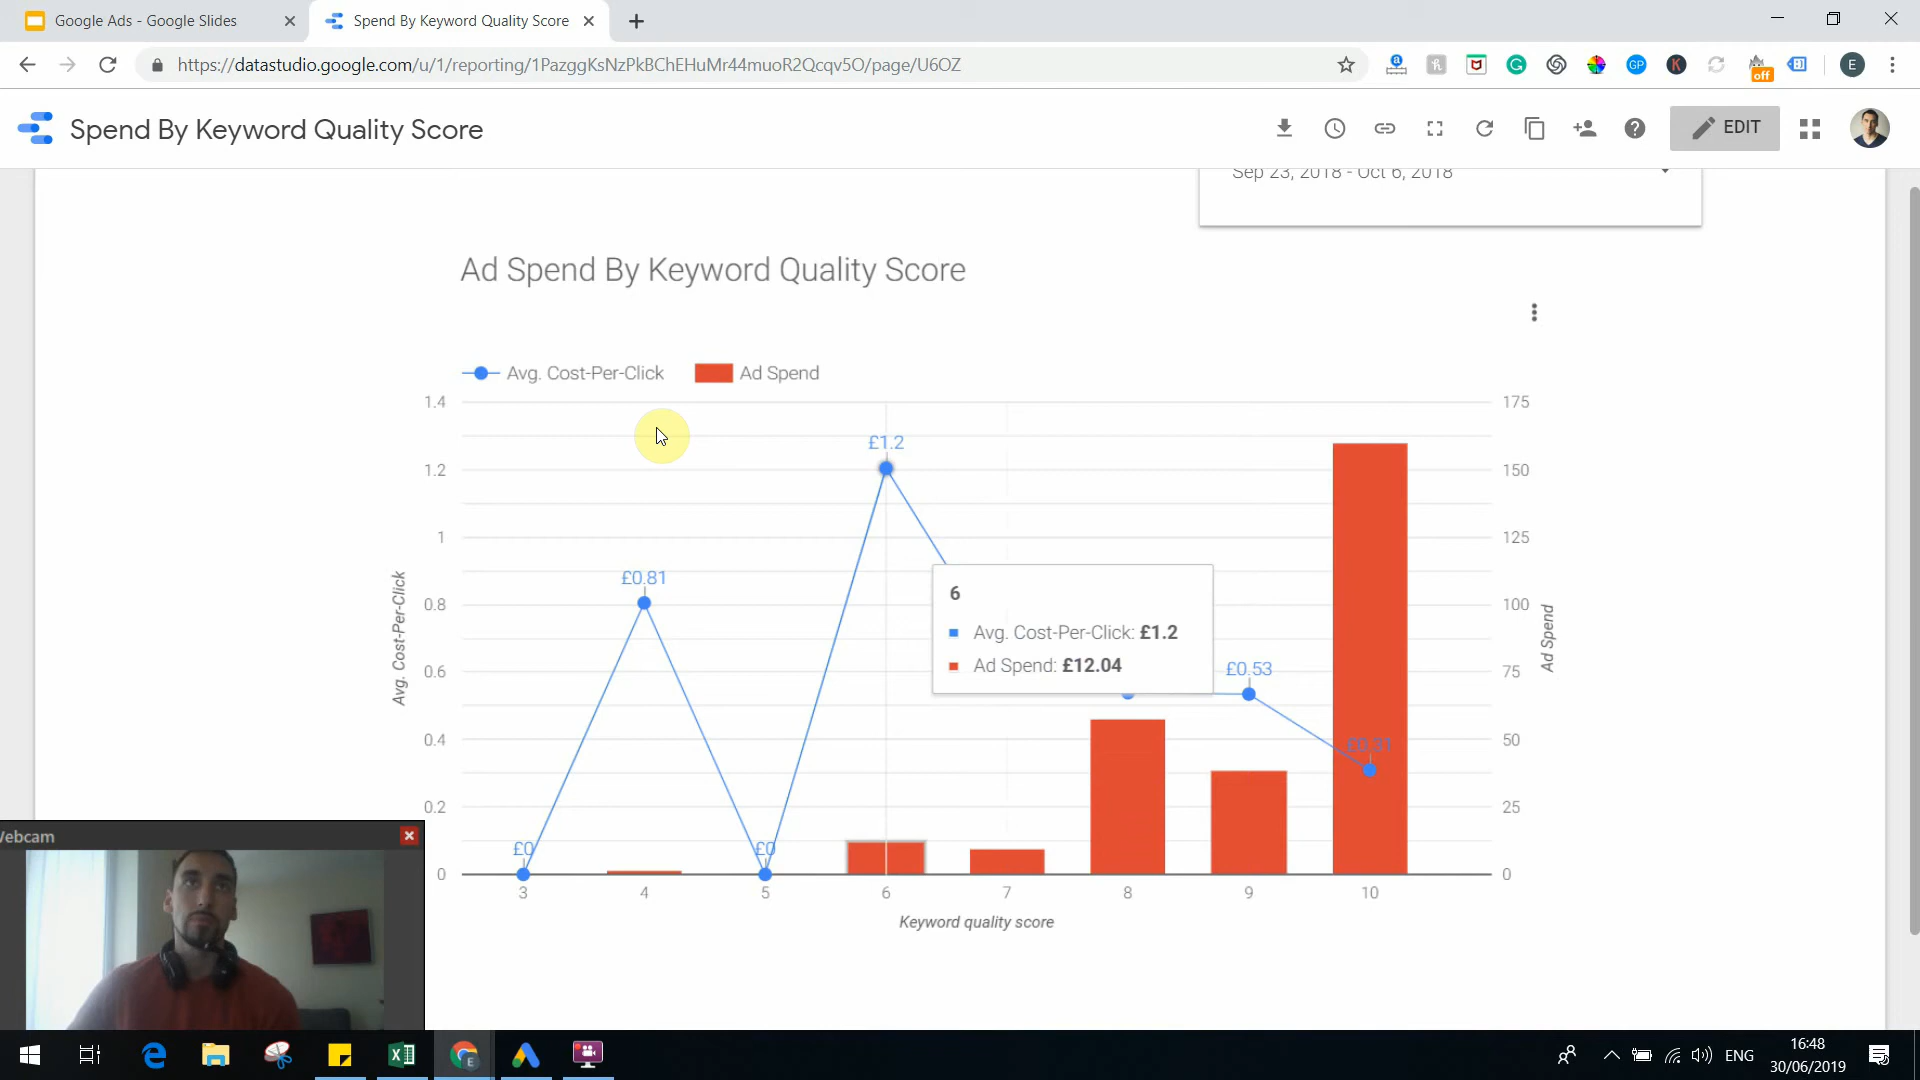 Google Ads - Google Slides
Spend By Keyword Quality Score
https://datastudio.google.com/u/1/reporting/1PazggKsNzPkBChEHuMr44muoR2Qcqv5O/page/U6OZ
GP
K
off
E
Spend By Keyword Quality Score
EDIT
Sep 23, 2018 - Oct 6, 2018
Ad Spend By Keyword Quality Score
Avg. Cost-Per-Click
Ad Spend
1.4
175
£1.2
1.2
150
1
125
£0.81
0.8
100
6
Avg. Cost-Per-Click: £1.2
Ad Spend: £12.04
Avg. Cost-Per-Click
Ad Spend
0.6
75
£0.53
0.4
50
£0.31
0.2
25
£0
£0
0
0
3
4
5
6
7
8
9
10
Keyword quality score
Webcam
ENG
16:48
30/06/2019